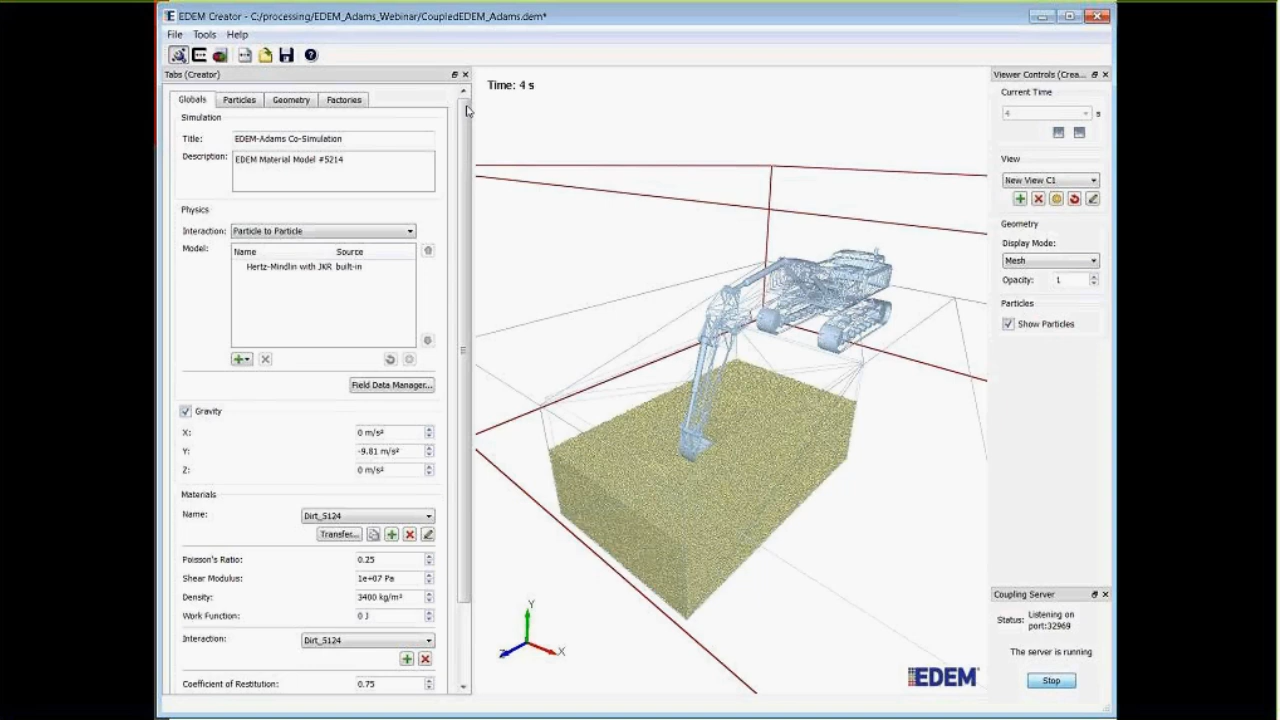 EDEM Creator - C:/processing/EDEM_Adams_Webinar/CoupledEDEM_Adams.dem*
File Tools Help
Tabs (Creator)
Globals Particles Geometry Factories
Simulation
Title: EDEM-Adams Co-Simulation
Description: EDEM Material Model #5214
Physics
Interaction: Particle to Particle
Model: Name Source
Hertz-Mindlin with JKR built-in
Field Data Manager...
Gravity
X: 0 m/s²
Y: -9.81 m/s²
Z: 0 m/s²
Materials
Name: Dirt_5124
Transfer...
Poisson's Ratio: 0.25
Shear Modulus: 1e+07 Pa
Density: 3400 kg/m³
Work Function: 0 J
Interaction: Dirt_5124
Coefficient of Restitution: 0.75
Time: 4 s
Y
X
Z
EDEM
Viewer Controls (Crea...
Current Time
4 s
View
New View C1
Geometry
Display Mode:
Mesh
Opacity: 1
Particles
Show Particles
Coupling Server
Status: Listening on
port:32969
The server is running
Stop